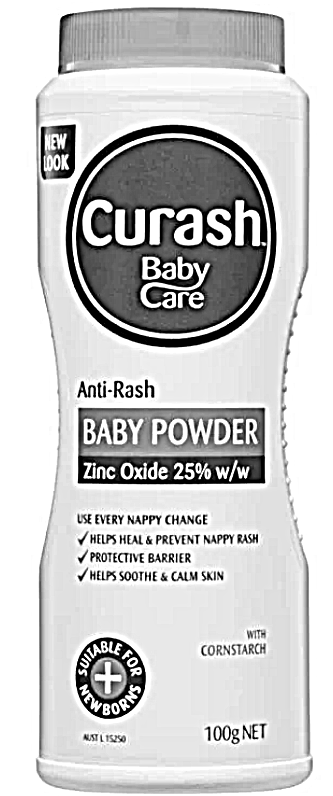 NEW
LOOK
Curash
Baby
Care
Anti-Rash
BABY POWDER
Zinc Oxide 25% w/w
USE EVERY NAPPY CHANGE
✓HELPS HEAL & PREVENT NAPPY RASH
✓PROTECTIVE BARRIER
✓HELPS SOOTHE & CALM SKIN
WITH
CORNSTARCH
SUITABLE FOR
NEWBORNS
AUST L 15250
100g NET